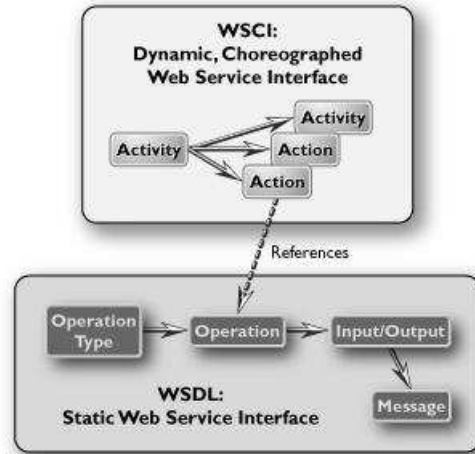 WSCI:
Dynamic, Choreographed
Web Service Interface
Activity
Activity
Action
Action
References
Operation
Type
Operation
Input/Output
Message
WSDL:
Static Web Service Interface